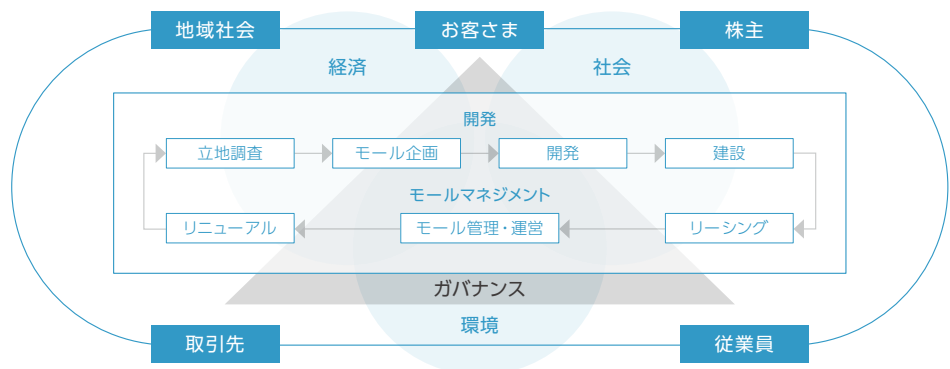 地域社会
お客さま
株主
経済
社会
開発
立地調査
モール企画
開発
建設
モールマネジメント
リニューアル
モール管理・運営
リーシング
ガバナンス
環境
取引先
従業員